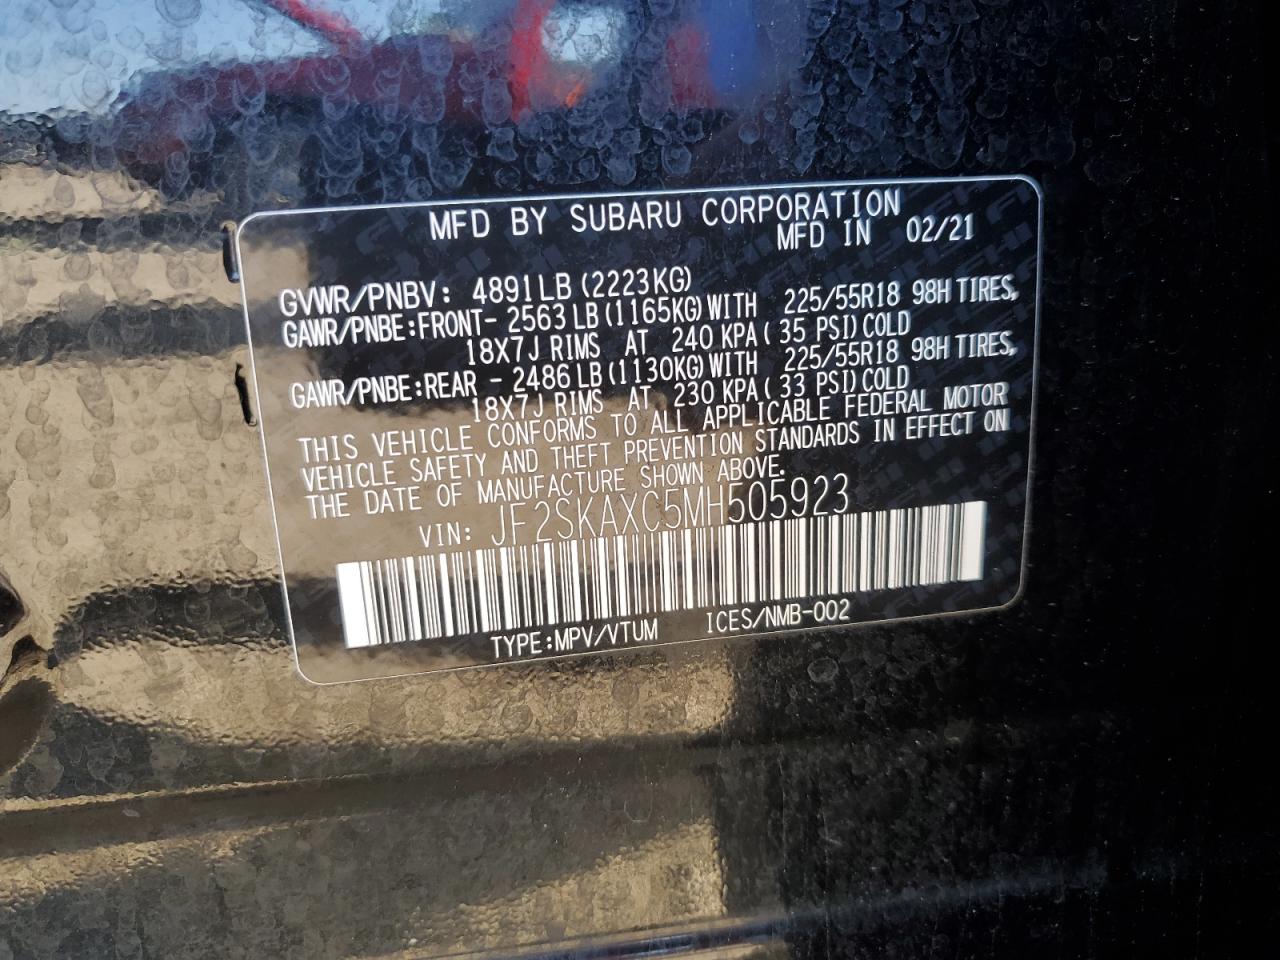 MFD BY SUBARU CORPORATION
MFD IN 02/21
GVWR/PNBV: 4891LB (2223KG)
GAWR/PNBE:FRONT- 2563 LB (1165KG) WITH 225/55R18 98H TIRES,
18X7J RIMS AT 240 KPA ( 35 PSI) COLD
GAWR/PNBE:REAR - 2486 LB (1130KG) WITH 225/55R18 98H TIRES,
18X7J RIMS AT 230 KPA ( 33 PSI) COLD
THIS VEHICLE CONFORMS TO ALL APPLICABLE FEDERAL MOTOR
VEHICLE SAFETY AND THEFT PREVENTION STANDARDS IN EFFECT ON
THE DATE OF MANUFACTURE SHOWN ABOVE.
VIN: JF2SKAXC5MH505923
TYPE:MPV/VTUM ICES/NMB-002